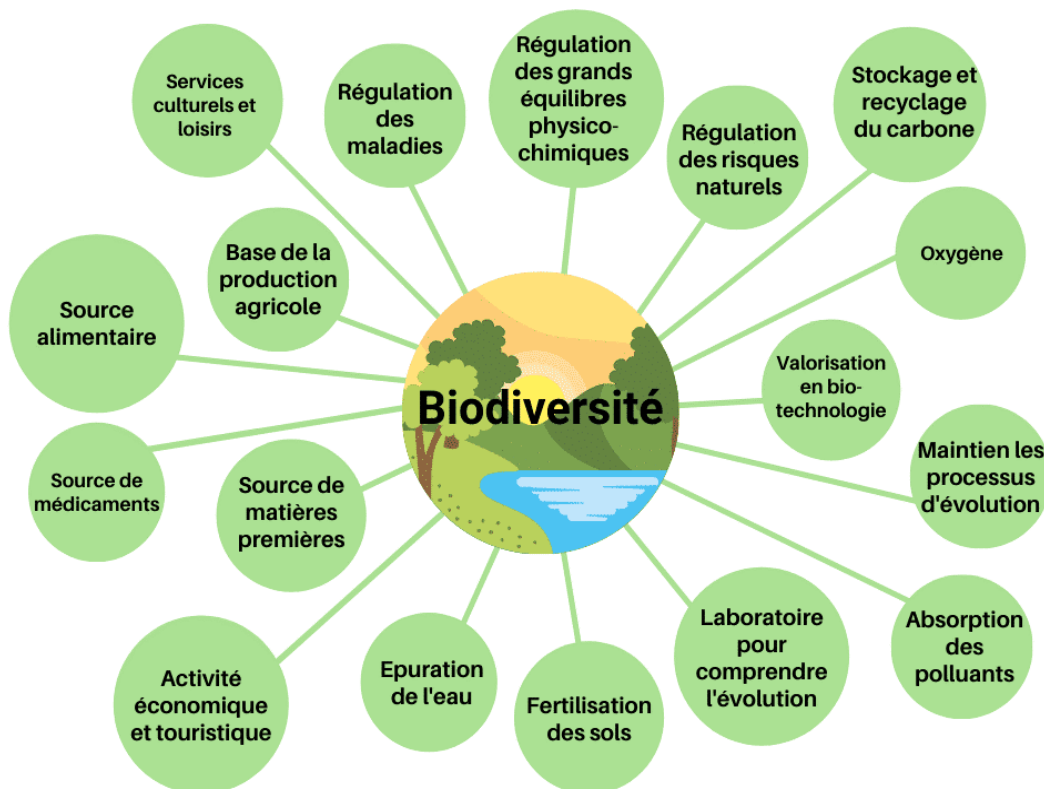 Services
culturels et
loisirs
Régulation
des
maladies
Régulation
des grands
équilibres
physico-
chimiques
Régulation
des risques
naturels
Stockage et
recyclage
du carbone
Oxygène
Base de la
production
agricole
Source
alimentaire
Valorisation
en bio-
technologie
Biodiversité
Maintien les
processus
d'évolution
Source de
médicaments
Source de
matières
premières
Activité
économique
et touristique
Epuration
de l'eau
Fertilisation
des sols
Laboratoire
pour
comprendre
l'évolution
Absorption
des
polluants